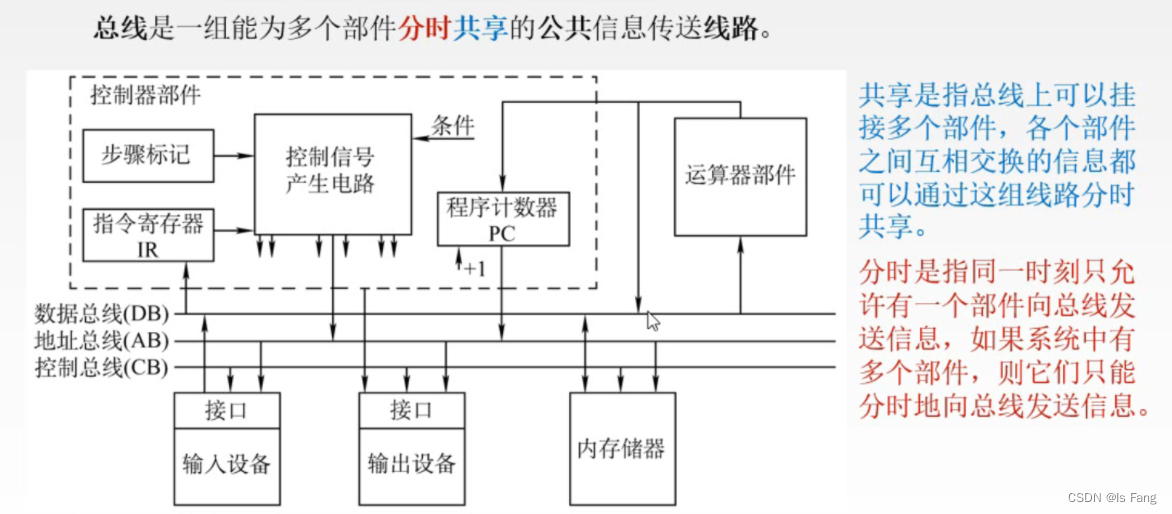 总线是一组能为多个部件分时共享的公共信息传送线路。
控制器部件
步骤标记
控制信号
产生电路
条件
指令寄存器
IR
程序计数器
PC
+1
运算器部件
共享是指总线上可以挂
接多个部件，各个部件
之间互相交换的信息都
可以通过这组线路分时
共享。
分时是指同一时刻只允
许有一个部件向总线发
送信息，如果系统中有
多个部件，则它们只能
分时地向总线发送信息。
数据总线(DB)
地址总线(AB)
控制总线(CB)
接口
输入设备
接口
输出设备
内存储器
CSDN @ls Fang